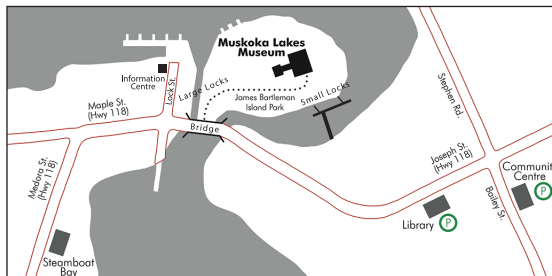 Muskoka Lakes
Museum
Information
Centre
Lock St.
Large Locks
Small Locks
James Bartleman
Island Park
Maple St.
(Hwy 118)
Bridge
Stephen Rd.
Medora St.
(Hwy 118)
Joseph St.
(Hwy 118)
Community
Centre
P
Bailey St.
Library
P
Steamboat
Bay